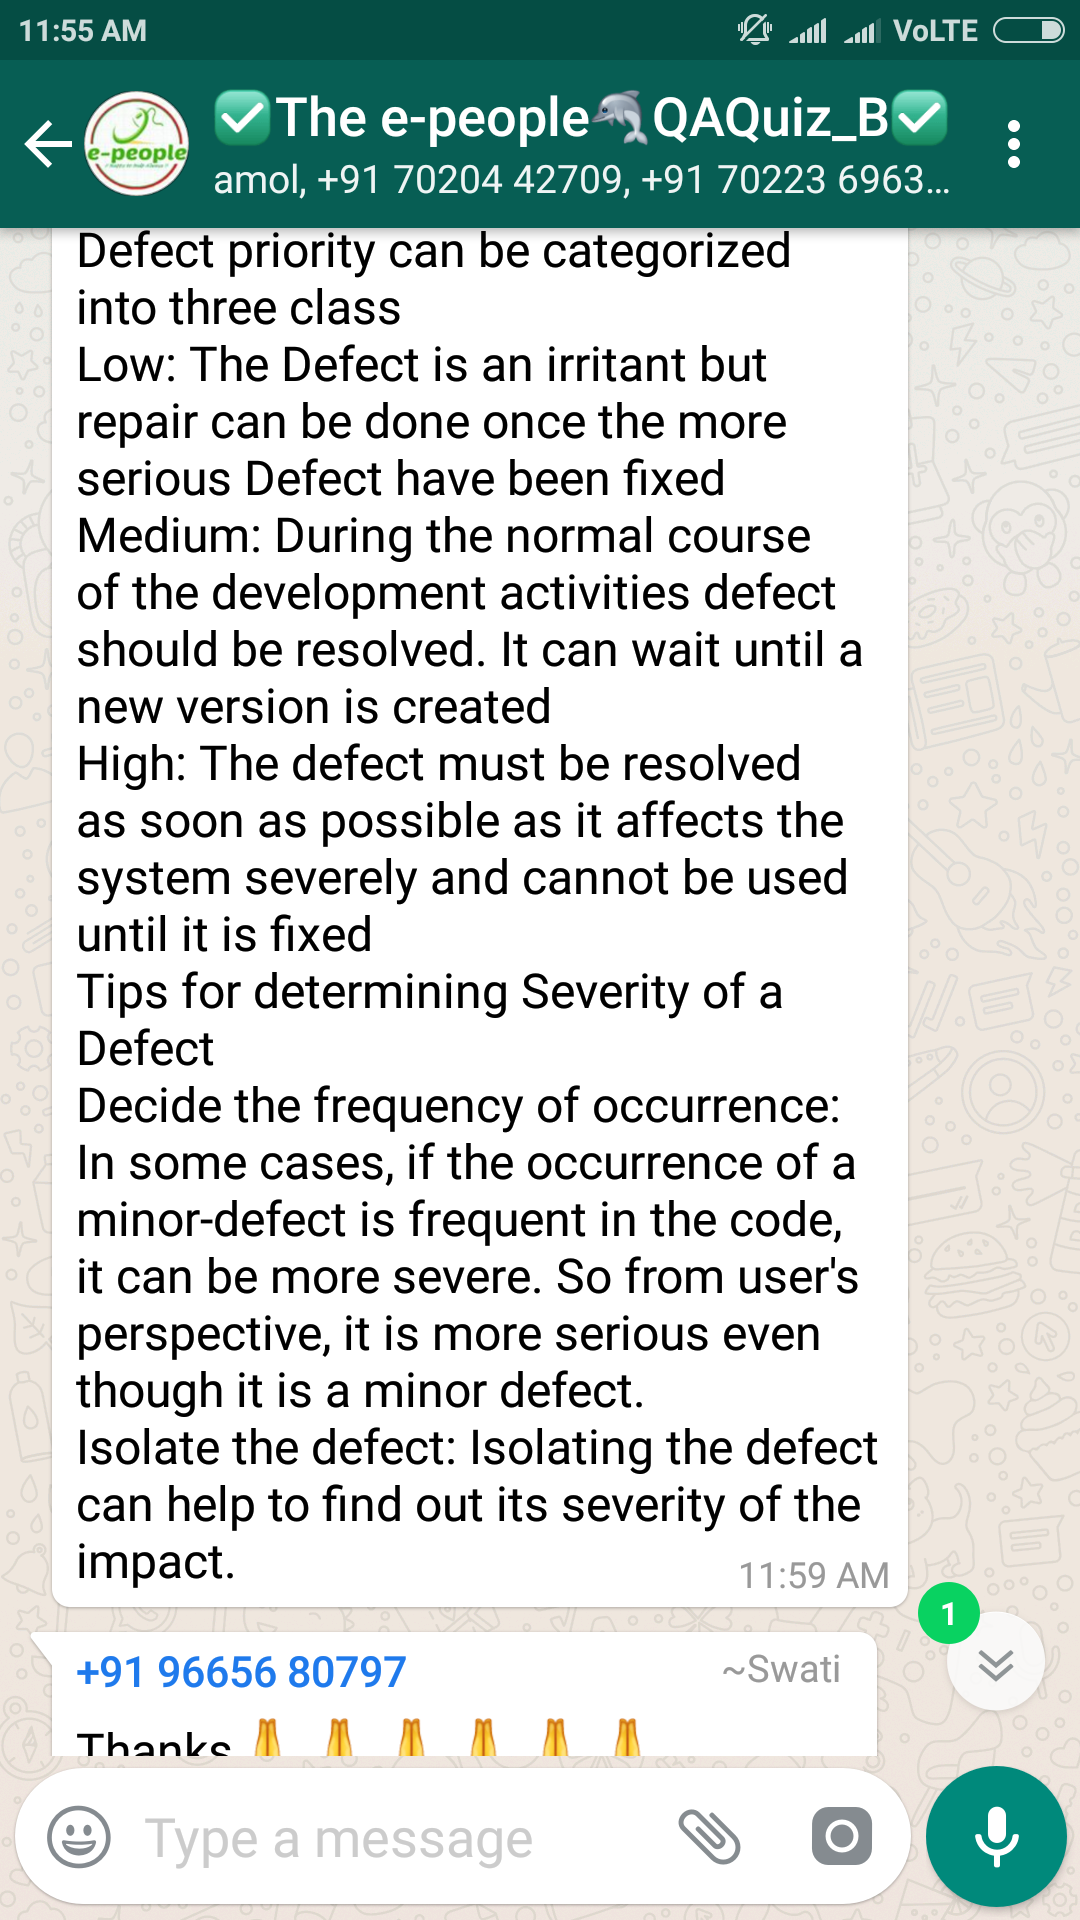 11:55 AM VoLTE
✅The e-people🐬QAQuiz_B✅
e-people
amol, +91 70204 42709, +91 70223 6963...
Defect priority can be categorized
into three class
Low: The Defect is an irritant but
repair can be done once the more
serious Defect have been fixed
Medium: During the normal course
of the development activities defect
should be resolved. It can wait until a
new version is created
High: The defect must be resolved
as soon as possible as it affects the
system severely and cannot be used
until it is fixed
Tips for determining Severity of a
Defect
Decide the frequency of occurrence:
In some cases, if the occurrence of a
minor-defect is frequent in the code,
it can be more severe. So from user's
perspective, it is more serious even
though it is a minor defect.
Isolate the defect: Isolating the defect
can help to find out its severity of the
impact.
11:59 AM
1
+91 96656 80797 ~Swati
Thanks 🙏 🙏 🙏 🙏 🙏 🙏
Type a message